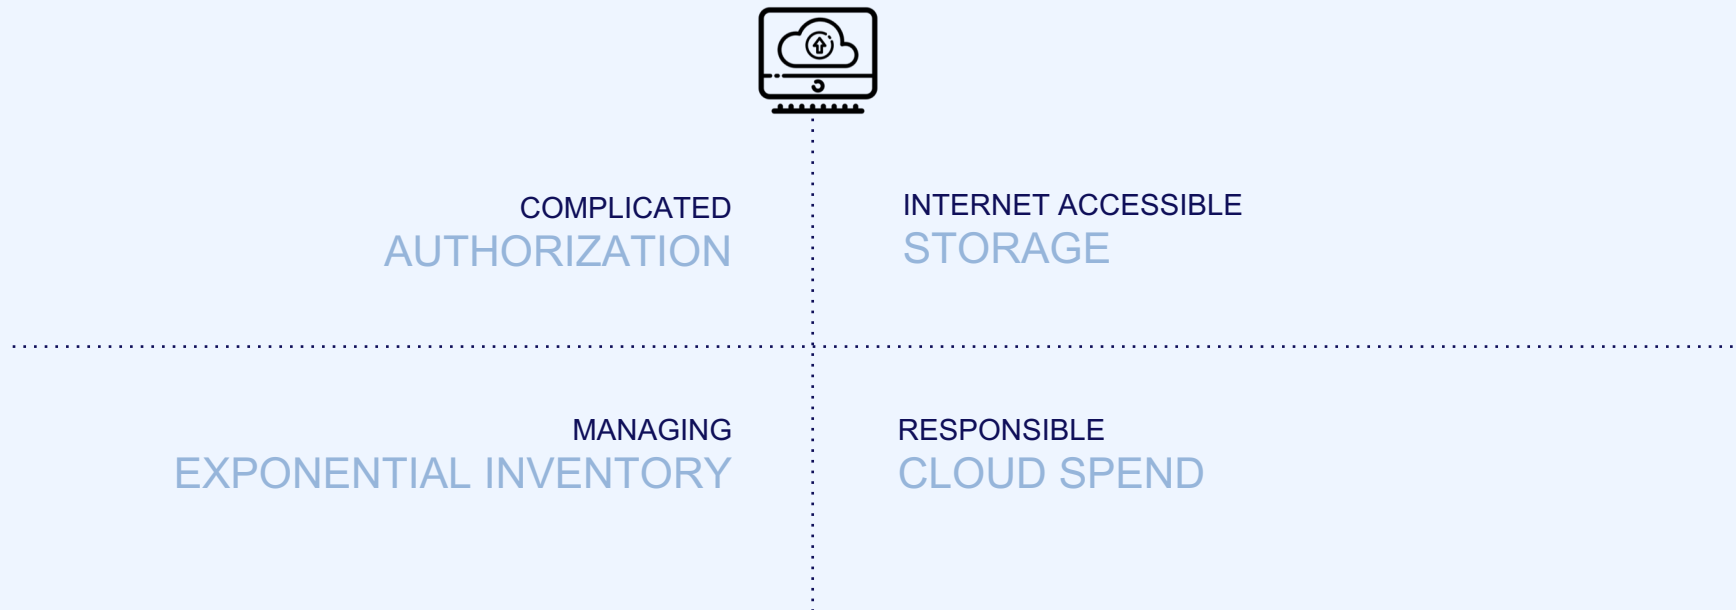 COMPLICATED
AUTHORIZATION
INTERNET ACCESSIBLE
STORAGE
MANAGING
EXPONENTIAL INVENTORY
RESPONSIBLE
CLOUD SPEND